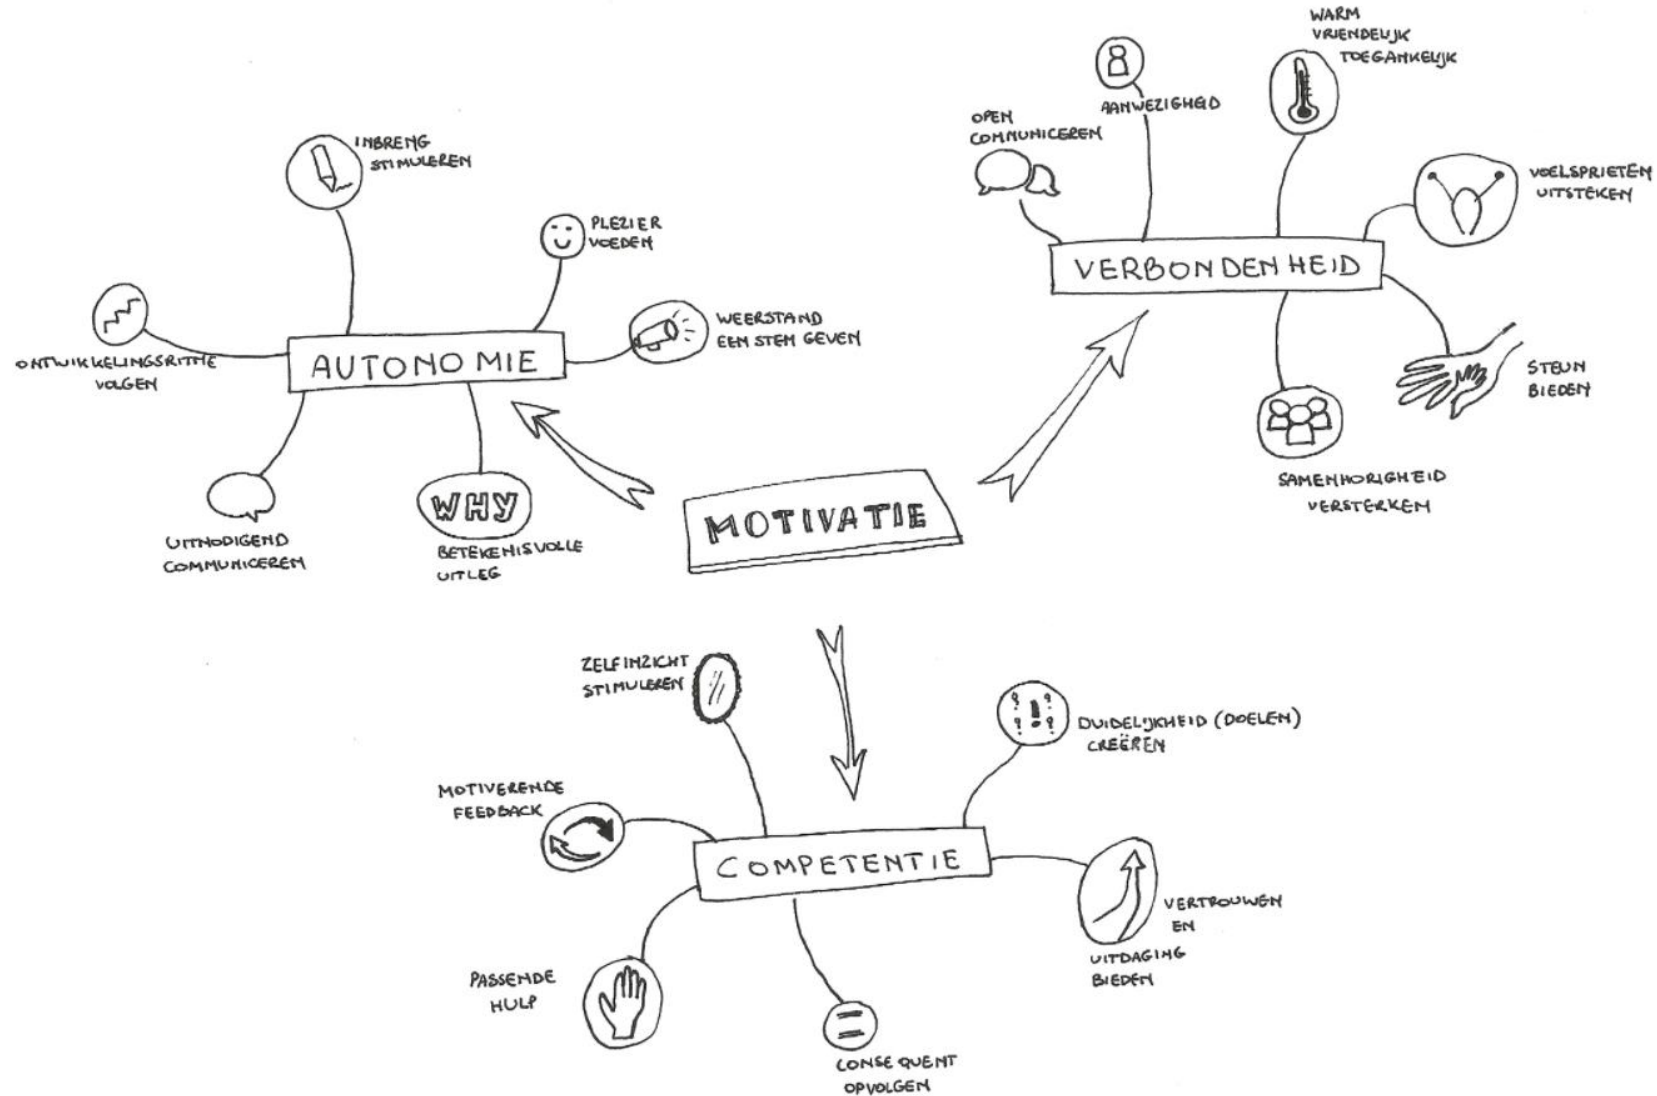 INBRENG
STIMULEREN
PLEZIER
VOEDEN
WEERSTAND
EEN STEM GEVEN
AUTONOMIE
ONTWIKKELINGSRITME
VOLGEN
UITNODIGEND
COMMUNICEREN
WHY
BETEKENISVOLLE
UITLEG
WARM
VRIENDELIJK
TOEGANKELIJK
AANWEZIGHEID
OPEN
COMMUNICEREN
VOELSPRIETEN
UITSTEKEN
VERBONDENHEID
STEUN
BIEDEN
SAMENHORIGHEID
VERSTERKEN
MOTIVATIE
ZELFINZICHT
STIMULEREN
DUIDELIJKHEID (DOELEN)
CREËREN
MOTIVERENDE
FEEDBACK
COMPETENTIE
VERTROUWEN
EN
UITDAGING
BIEDEN
PASSENDE
HULP
CONSEQUENT
OPVOLGEN